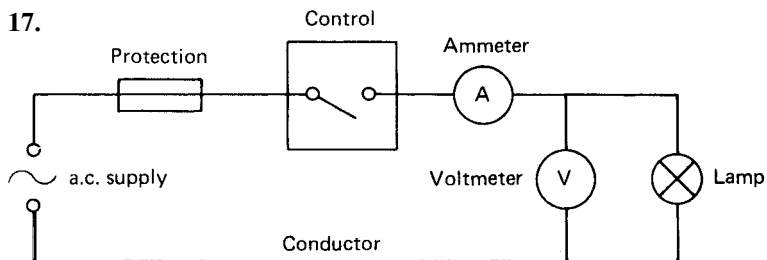 17.
Control
Protection
Ammeter
A
a.c. supply
Voltmeter
V
Lamp
Conductor